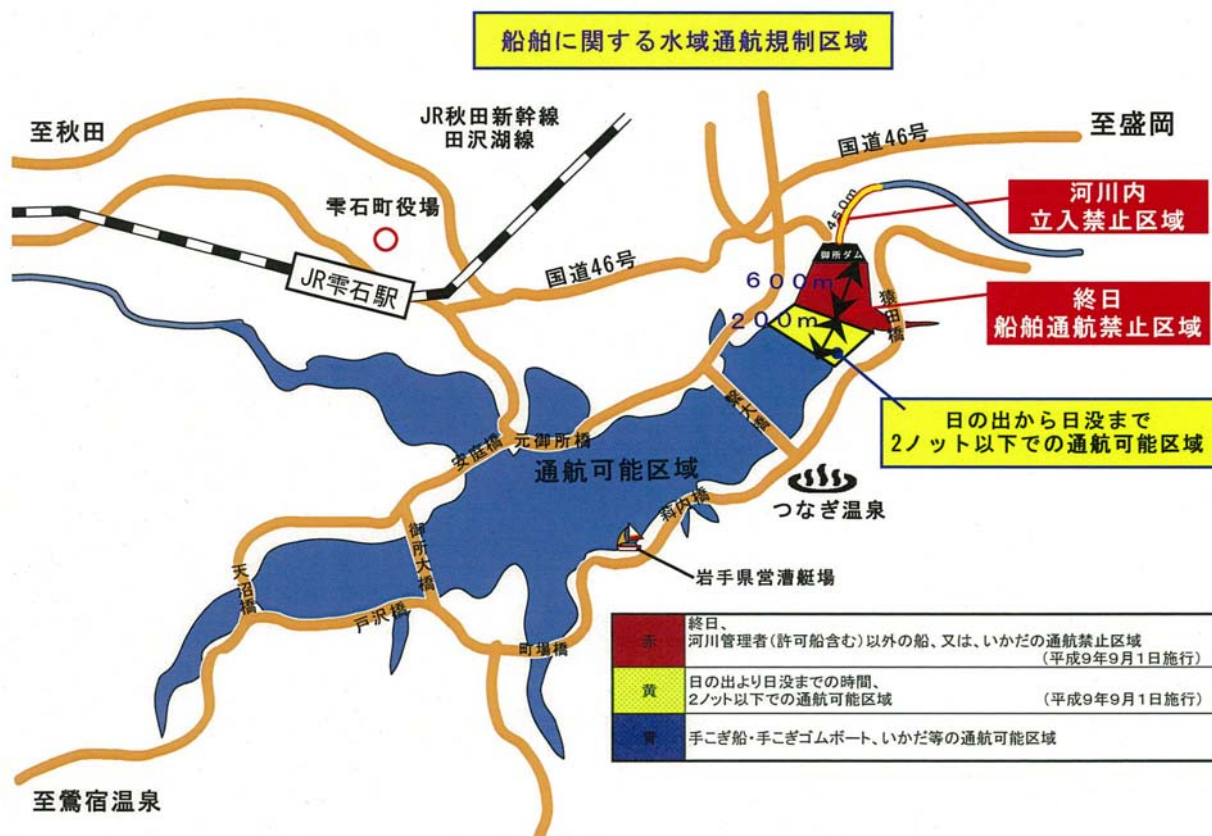 船舶に関する水域通航規制区域
至秋田
JR秋田新幹線
田沢湖線
国道46号
至盛岡
雫石町役場
450m
河川内
立入禁止区域
御所ダム
JR雫石駅
国道46号
600m
猿田橋
終日
船舶通航禁止区域
200m
繋大橋
日の出から日没まで
2ノット以下での通航可能区域
安庭橋
元御所橋
通航可能区域
つなぎ温泉
蒋内橋
御所大橋
岩手県営漕艇場
天沼橋
戸沢橋
町場橋
赤
終日、
河川管理者(許可船含む)以外の船、又は、いかだの通航禁止区域
(平成9年9月1日施行)
黄
日の出より日没までの時間、
2ノット以下での通航可能区域 (平成9年9月1日施行)
青
手こぎ船・手こぎゴムボート、いかだ等の通航可能区域
至鶯宿温泉